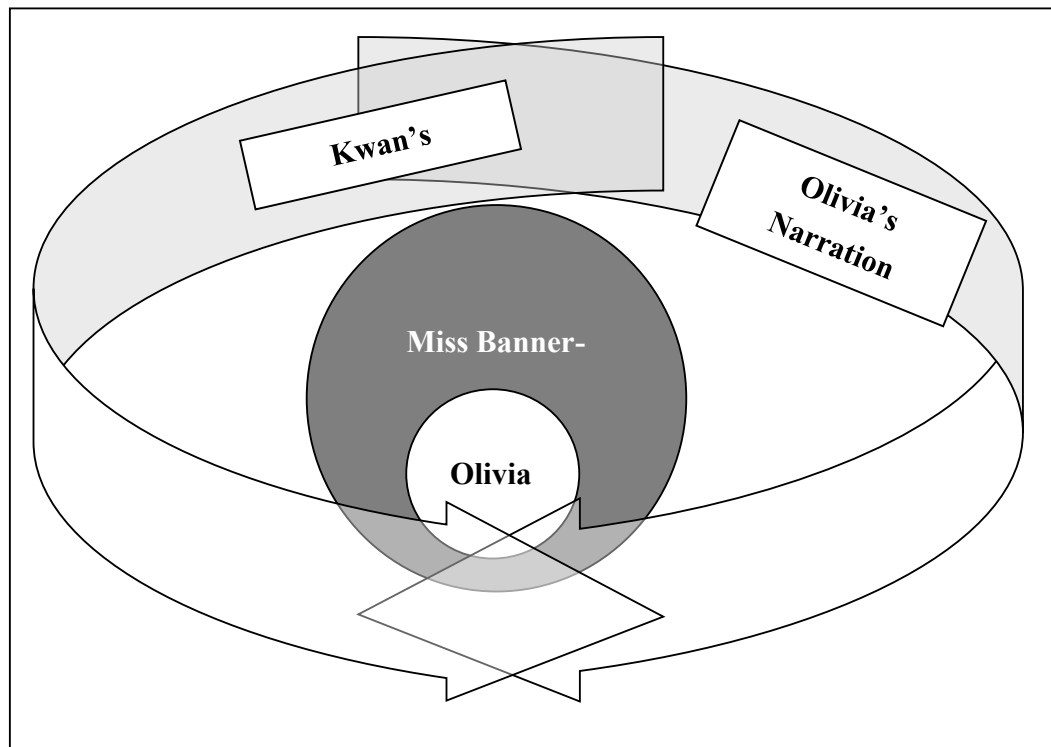 Kwan’s
Olivia’s
Narration
Miss Banner-
Olivia